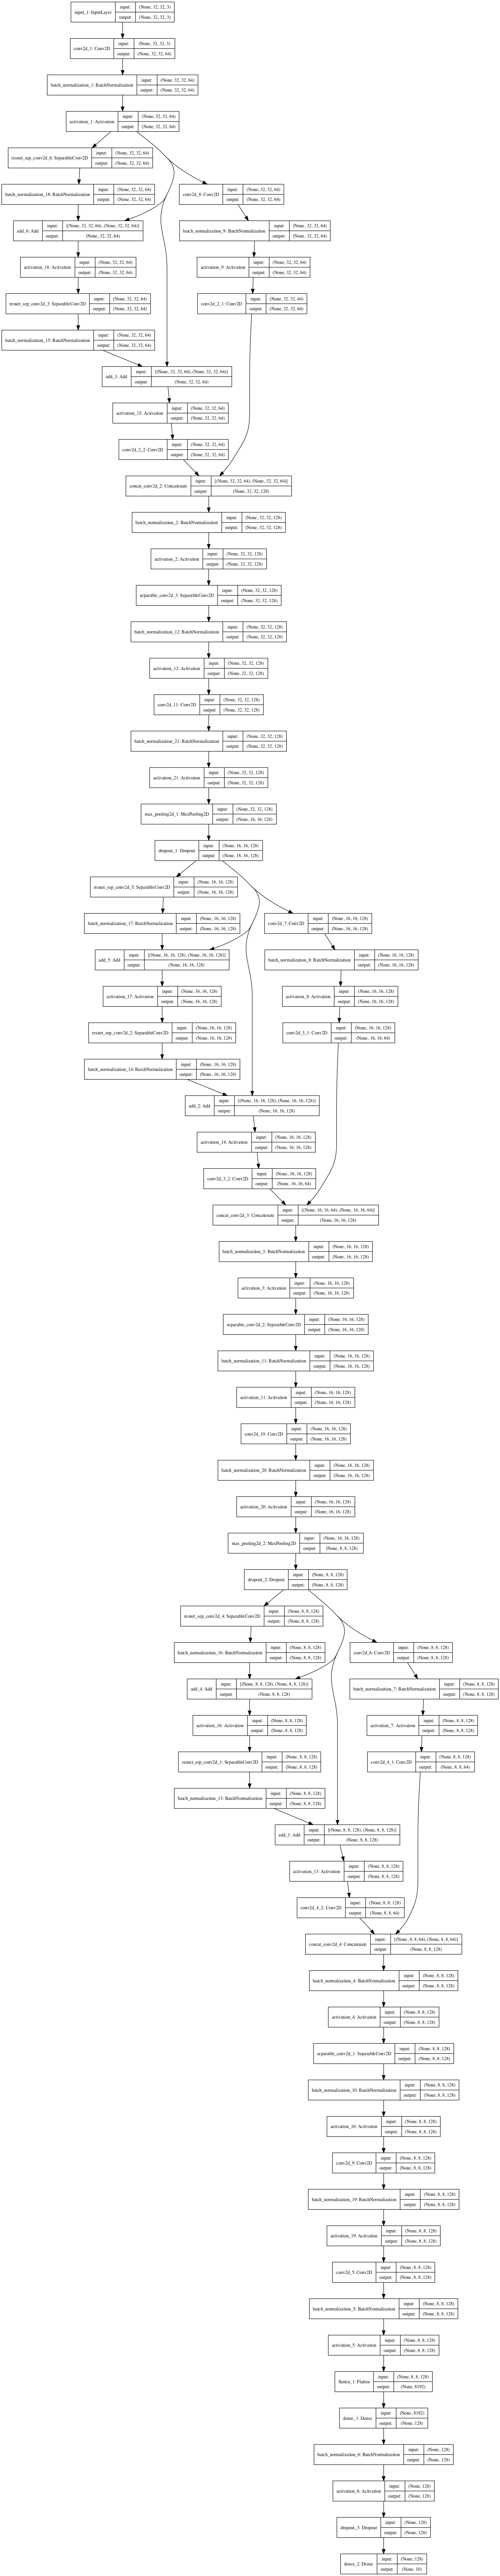 input_1: InputLayer input: (None, 32, 32, 3)
output: (None, 32, 32, 3)
conv2d_1: Conv2D input: (None, 32, 32, 3)
output: (None, 32, 32, 64)
batch_normalization_1: BatchNormalization input: (None, 32, 32, 64)
output: (None, 32, 32, 64)
activation_1: Activation input: (None, 32, 32, 64)
output: (None, 32, 32, 64)
resnet_sep_conv2d_6: SeparableConv2D input: (None, 32, 32, 64)
output: (None, 32, 32, 64)
batch_normalization_18: BatchNormalization input: (None, 32, 32, 64)
output: (None, 32, 32, 64)
conv2d_8: Conv2D input: (None, 32, 32, 64)
output: (None, 32, 32, 64)
add_6: Add input: [(None, 32, 32, 64), (None, 32, 32, 64)]
output: (None, 32, 32, 64)
batch_normalization_9: BatchNormalization input: (None, 32, 32, 64)
output: (None, 32, 32, 64)
activation_18: Activation input: (None, 32, 32, 64)
output: (None, 32, 32, 64)
activation_9: Activation input: (None, 32, 32, 64)
output: (None, 32, 32, 64)
resnet_sep_conv2d_3: SeparableConv2D input: (None, 32, 32, 64)
output: (None, 32, 32, 64)
conv2d_2_1: Conv2D input: (None, 32, 32, 64)
output: (None, 32, 32, 64)
batch_normalization_15: BatchNormalization input: (None, 32, 32, 64)
output: (None, 32, 32, 64)
add_3: Add input: [(None, 32, 32, 64), (None, 32, 32, 64)]
output: (None, 32, 32, 64)
activation_15: Activation input: (None, 32, 32, 64)
output: (None, 32, 32, 64)
conv2d_2_2: Conv2D input: (None, 32, 32, 64)
output: (None, 32, 32, 64)
concat_conv2d_2: Concatenate input: [(None, 32, 32, 64), (None, 32, 32, 64)]
output: (None, 32, 32, 128)
batch_normalization_2: BatchNormalization input: (None, 32, 32, 128)
output: (None, 32, 32, 128)
activation_2: Activation input: (None, 32, 32, 128)
output: (None, 32, 32, 128)
separable_conv2d_3: SeparableConv2D input: (None, 32, 32, 128)
output: (None, 32, 32, 128)
batch_normalization_12: BatchNormalization input: (None, 32, 32, 128)
output: (None, 32, 32, 128)
activation_12: Activation input: (None, 32, 32, 128)
output: (None, 32, 32, 128)
conv2d_11: Conv2D input: (None, 32, 32, 128)
output: (None, 32, 32, 128)
batch_normalization_21: BatchNormalization input: (None, 32, 32, 128)
output: (None, 32, 32, 128)
activation_21: Activation input: (None, 32, 32, 128)
output: (None, 32, 32, 128)
max_pooling2d_1: MaxPooling2D input: (None, 32, 32, 128)
output: (None, 16, 16, 128)
dropout_1: Dropout input: (None, 16, 16, 128)
output: (None, 16, 16, 128)
resnet_sep_conv2d_5: SeparableConv2D input: (None, 16, 16, 128)
output: (None, 16, 16, 128)
batch_normalization_17: BatchNormalization input: (None, 16, 16, 128)
output: (None, 16, 16, 128)
conv2d_7: Conv2D input: (None, 16, 16, 128)
output: (None, 16, 16, 128)
add_5: Add input: [(None, 16, 16, 128), (None, 16, 16, 128)]
output: (None, 16, 16, 128)
batch_normalization_8: BatchNormalization input: (None, 16, 16, 128)
output: (None, 16, 16, 128)
activation_17: Activation input: (None, 16, 16, 128)
output: (None, 16, 16, 128)
activation_8: Activation input: (None, 16, 16, 128)
output: (None, 16, 16, 128)
resnet_sep_conv2d_2: SeparableConv2D input: (None, 16, 16, 128)
output: (None, 16, 16, 128)
conv2d_3_1: Conv2D input: (None, 16, 16, 128)
output: (None, 16, 16, 64)
batch_normalization_14: BatchNormalization input: (None, 16, 16, 128)
output: (None, 16, 16, 128)
add_2: Add input: [(None, 16, 16, 128), (None, 16, 16, 128)]
output: (None, 16, 16, 128)
activation_14: Activation input: (None, 16, 16, 128)
output: (None, 16, 16, 128)
conv2d_3_2: Conv2D input: (None, 16, 16, 128)
output: (None, 16, 16, 64)
concat_conv2d_3: Concatenate input: [(None, 16, 16, 64), (None, 16, 16, 64)]
output: (None, 16, 16, 128)
batch_normalization_3: BatchNormalization input: (None, 16, 16, 128)
output: (None, 16, 16, 128)
activation_3: Activation input: (None, 16, 16, 128)
output: (None, 16, 16, 128)
separable_conv2d_2: SeparableConv2D input: (None, 16, 16, 128)
output: (None, 16, 16, 128)
batch_normalization_11: BatchNormalization input: (None, 16, 16, 128)
output: (None, 16, 16, 128)
activation_11: Activation input: (None, 16, 16, 128)
output: (None, 16, 16, 128)
conv2d_10: Conv2D input: (None, 16, 16, 128)
output: (None, 16, 16, 128)
batch_normalization_20: BatchNormalization input: (None, 16, 16, 128)
output: (None, 16, 16, 128)
activation_20: Activation input: (None, 16, 16, 128)
output: (None, 16, 16, 128)
max_pooling2d_2: MaxPooling2D input: (None, 16, 16, 128)
output: (None, 8, 8, 128)
dropout_2: Dropout input: (None, 8, 8, 128)
output: (None, 8, 8, 128)
resnet_sep_conv2d_4: SeparableConv2D input: (None, 8, 8, 128)
output: (None, 8, 8, 128)
batch_normalization_16: BatchNormalization input: (None, 8, 8, 128)
output: (None, 8, 8, 128)
conv2d_6: Conv2D input: (None, 8, 8, 128)
output: (None, 8, 8, 128)
add_4: Add input: [(None, 8, 8, 128), (None, 8, 8, 128)]
output: (None, 8, 8, 128)
batch_normalization_7: BatchNormalization input: (None, 8, 8, 128)
output: (None, 8, 8, 128)
activation_16: Activation input: (None, 8, 8, 128)
output: (None, 8, 8, 128)
activation_7: Activation input: (None, 8, 8, 128)
output: (None, 8, 8, 128)
resnet_sep_conv2d_1: SeparableConv2D input: (None, 8, 8, 128)
output: (None, 8, 8, 128)
conv2d_4_1: Conv2D input: (None, 8, 8, 128)
output: (None, 8, 8, 64)
batch_normalization_13: BatchNormalization input: (None, 8, 8, 128)
output: (None, 8, 8, 128)
add_1: Add input: [(None, 8, 8, 128), (None, 8, 8, 128)]
output: (None, 8, 8, 128)
activation_13: Activation input: (None, 8, 8, 128)
output: (None, 8, 8, 128)
conv2d_4_2: Conv2D input: (None, 8, 8, 128)
output: (None, 8, 8, 64)
concat_conv2d_4: Concatenate input: [(None, 8, 8, 64), (None, 8, 8, 64)]
output: (None, 8, 8, 128)
batch_normalization_4: BatchNormalization input: (None, 8, 8, 128)
output: (None, 8, 8, 128)
activation_4: Activation input: (None, 8, 8, 128)
output: (None, 8, 8, 128)
separable_conv2d_1: SeparableConv2D input: (None, 8, 8, 128)
output: (None, 8, 8, 128)
batch_normalization_10: BatchNormalization input: (None, 8, 8, 128)
output: (None, 8, 8, 128)
activation_10: Activation input: (None, 8, 8, 128)
output: (None, 8, 8, 128)
conv2d_9: Conv2D input: (None, 8, 8, 128)
output: (None, 8, 8, 128)
batch_normalization_19: BatchNormalization input: (None, 8, 8, 128)
output: (None, 8, 8, 128)
activation_19: Activation input: (None, 8, 8, 128)
output: (None, 8, 8, 128)
conv2d_5: Conv2D input: (None, 8, 8, 128)
output: (None, 8, 8, 128)
batch_normalization_5: BatchNormalization input: (None, 8, 8, 128)
output: (None, 8, 8, 128)
activation_5: Activation input: (None, 8, 8, 128)
output: (None, 8, 8, 128)
flatten_1: Flatten input: (None, 8, 8, 128)
output: (None, 8192)
dense_1: Dense input: (None, 8192)
output: (None, 128)
batch_normalization_6: BatchNormalization input: (None, 128)
output: (None, 128)
activation_6: Activation input: (None, 128)
output: (None, 128)
dropout_3: Dropout input: (None, 128)
output: (None, 128)
dense_2: Dense input: (None, 128)
output: (None, 10)